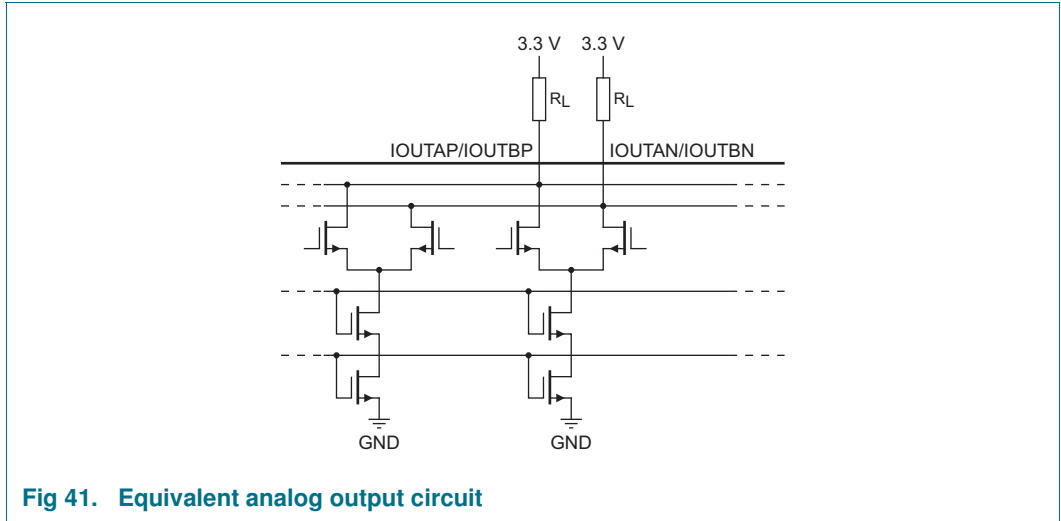 3.3 V 3.3 V
RL RL
IOUTAP/IOUTBP IOUTAN/IOUTBN
GND GND
Fig 41. Equivalent analog output circuit